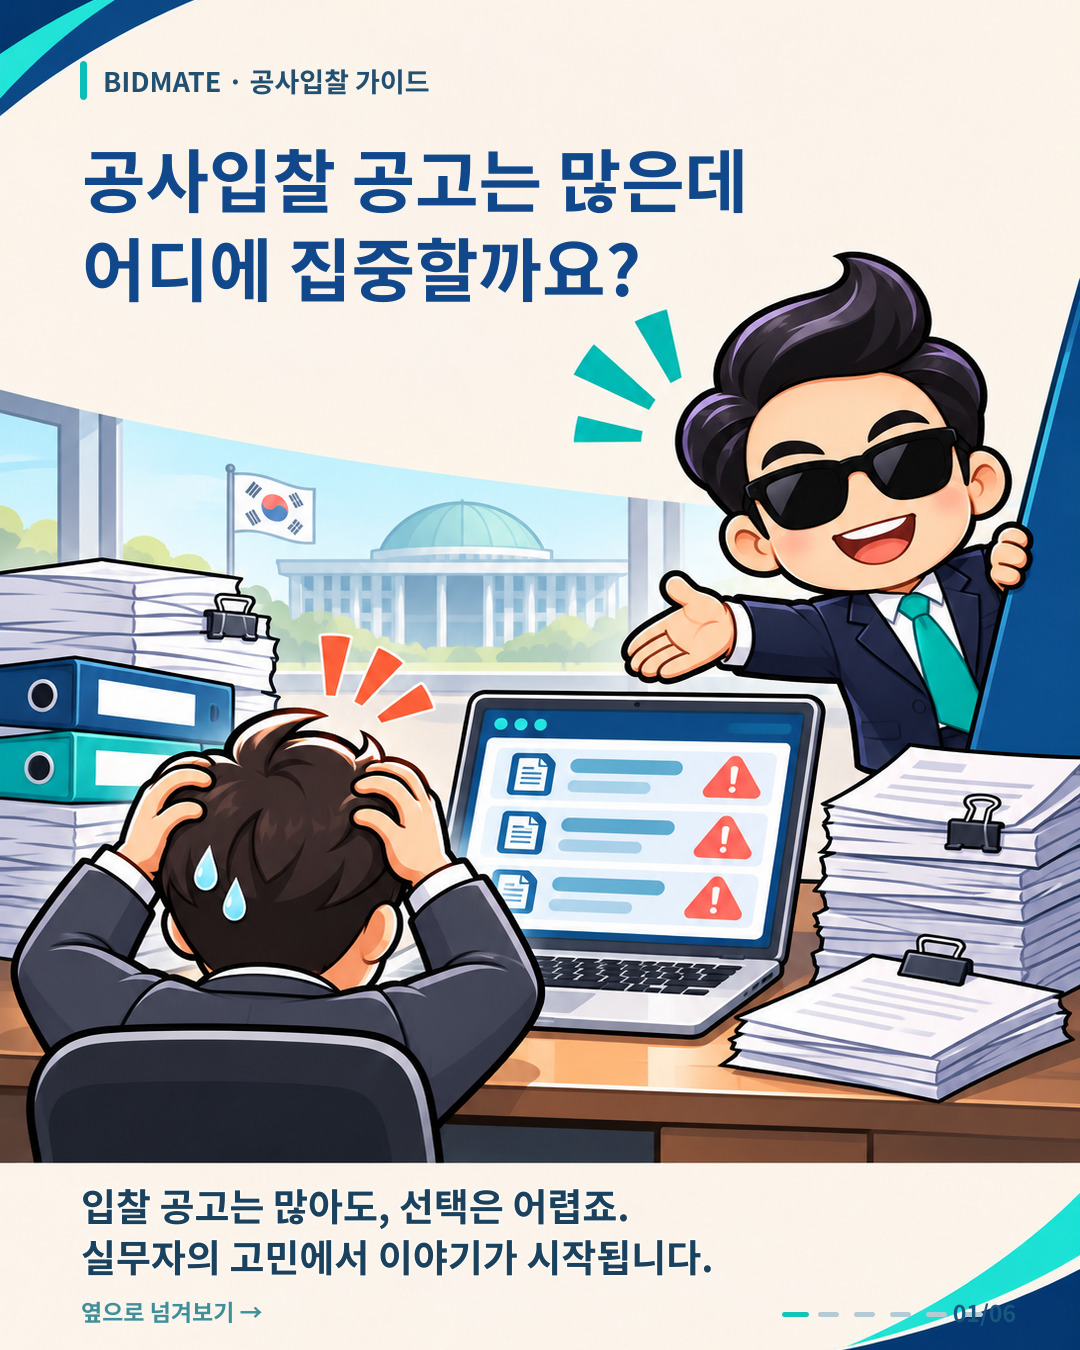 BIDMATE · 공사입찰 가이드
공사입찰 공고는 많은데
어디에 집중할까요?
입찰 공고는 많아도, 선택은 어렵죠.
실무자의 고민에서 이야기가 시작됩니다.
옆으로 넘겨보기 →
01/06